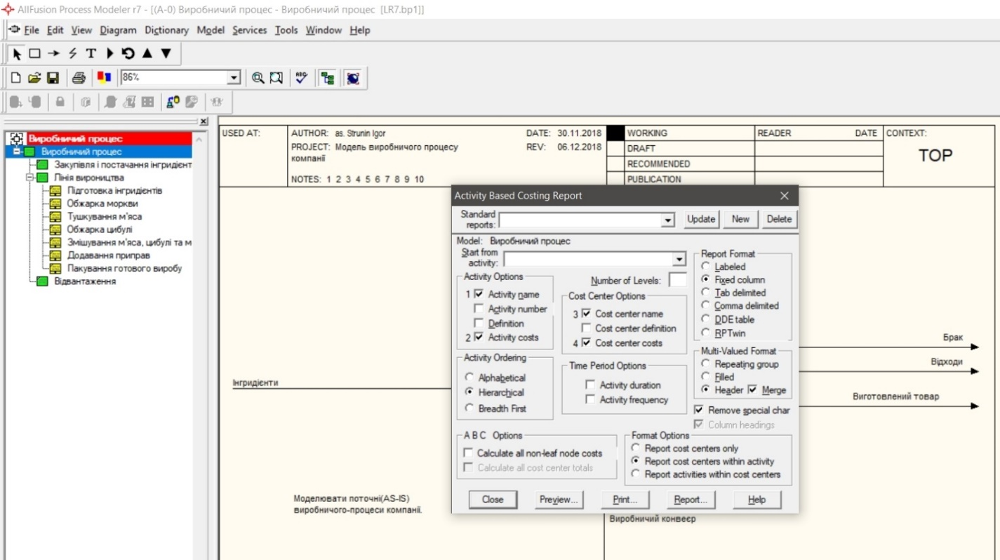 AllFusion Process Modeler r7 - [(A-0) Виробничий процес - Виробничий процес [LR7.bp1]]
File Edit View Diagram Dictionary Model Services Tools Window Help
86%
Виробничий процес
Виробничий процес
Закупівля і постачання інгридієнт
Лінія вироництва
Підготовка інгридієнтів
Обжарка моркви
Тушкування м'яса
Обжарка цибулі
Змішування м'яса, цибулі та м
Додавання приправ
Пакування готового виробу
Відвантаження
USED AT:
AUTHOR: as. Strunin Igor
DATE: 30.11.2018
PROJECT: Модель виробничого процесу
компанії
REV: 06.12.2018
NOTES: 1 2 3 4 5 6 7 8 9 10
WORKING
DRAFT
RECOMMENDED
PUBLICATION
READER
DATE
CONTEXT:
TOP
Activity Based Costing Report
Standard
reports:
Update
New
Delete
Model: Виробничий процес
Start from
activity:
Number of Levels:
Activity Options
1 Activity name
Activity number
Definition
2 Activity costs
Cost Center Options
3 Cost center name
Cost center definition
4 Cost center costs
Report Format
Labeled
Fixed column
Tab delimited
Comma delimited
DDE table
RPTwin
Activity Ordering
Alphabetical
Hierarchical
Breadth First
Time Period Options
Activity duration
Activity frequency
Multi-Valued Format
Repeating group
Filled
Header Merge
Remove special char
Column headings
A B C Options
Calculate all non-leaf node costs
Calculate all cost center totals
Format Options
Report cost centers only
Report cost centers within activity
Report activities within cost centers
Close
Preview...
Print...
Report...
Help
Інгридієнти
Брак
Відходи
Виготовлений товар
Моделювати поточні(AS-IS)
виробничого-процеси компанії.
Виробничий конвеєр